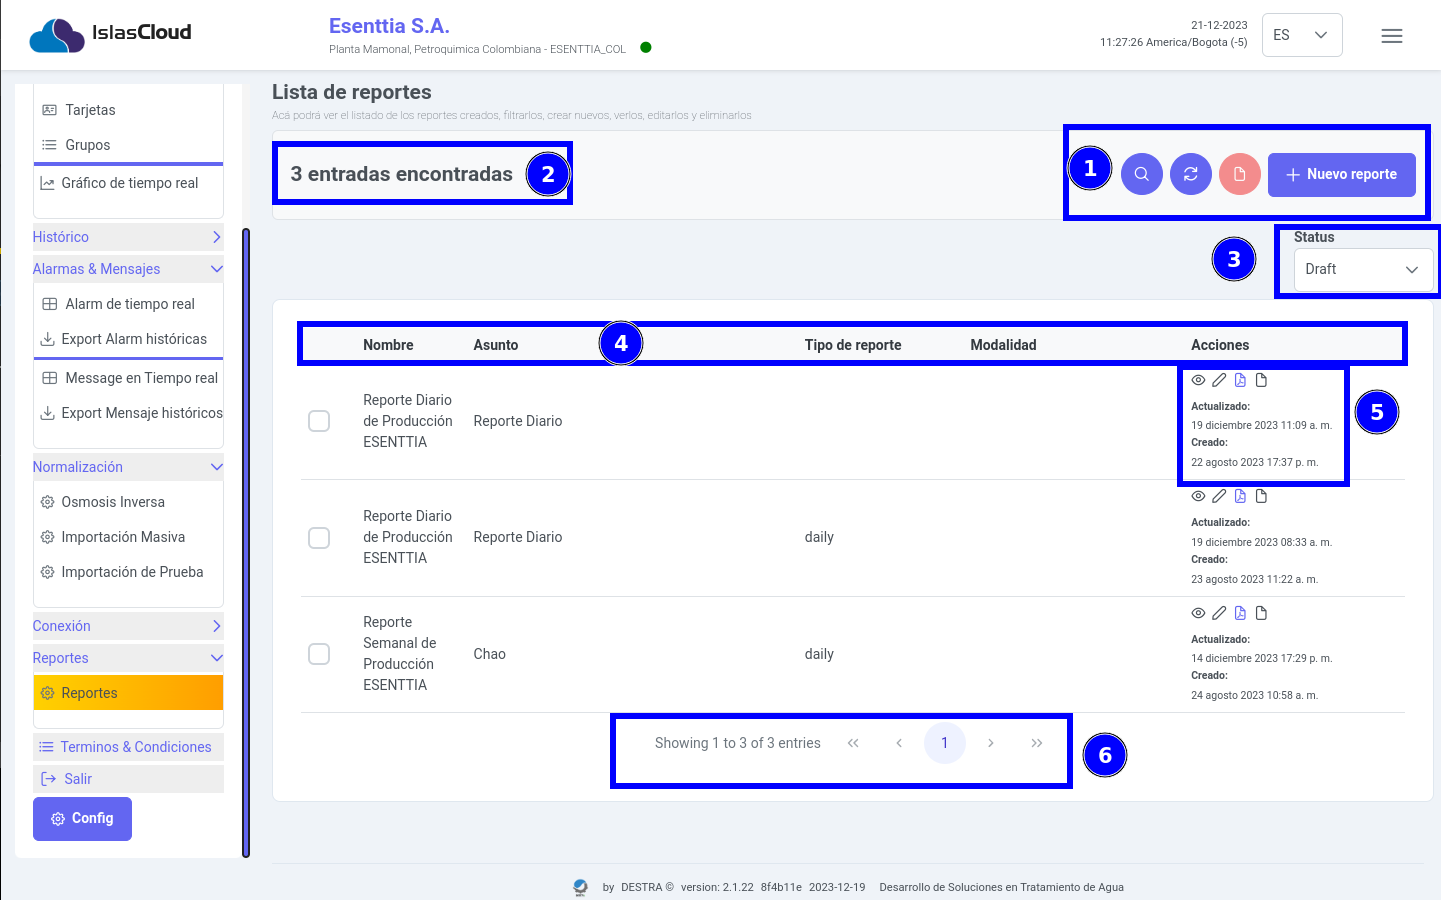 IslasCloud
Esenttia S.A.
Planta Mamonal, Petroquimica Colombiana - ESENTTIA_COL
21-12-2023
11:27:26 America/Bogota (-5)
ES
Tarjetas
Grupos
Gráfico de tiempo real
Histórico
Alarmas & Mensajes
Alarm de tiempo real
Export Alarm históricas
Message en Tiempo real
Export Mensaje históricos
Normalización
Osmosis Inversa
Importación Masiva
Importación de Prueba
Conexión
Reportes
Reportes
Terminos & Condiciones
Salir
Config
Lista de reportes
Acá podrá ver el listado de los reportes creados, filtrarlos, crear nuevos, verlos, editarlos y eliminarlos
3 entradas encontradas
2
1
Nuevo reporte
3
Status
Draft
4
Nombre Asunto Tipo de reporte Modalidad Acciones
Reporte Diario
de Producción
ESENTTIA
Reporte Diario
Actualizado:
19 diciembre 2023 11:09 a. m.
Creado:
22 agosto 2023 17:37 p. m.
5
Reporte Diario
de Producción
ESENTTIA
Reporte Diario
daily
Actualizado:
19 diciembre 2023 08:33 a. m.
Creado:
23 agosto 2023 11:22 a. m.
Reporte
Semanal de
Producción
ESENTTIA
Chao
daily
Actualizado:
14 diciembre 2023 17:29 p. m.
Creado:
24 agosto 2023 10:58 a. m.
Showing 1 to 3 of 3 entries
1
6
by DESTRA © version: 2.1.22 8f4b11e 2023-12-19 Desarrollo de Soluciones en Tratamiento de Agua